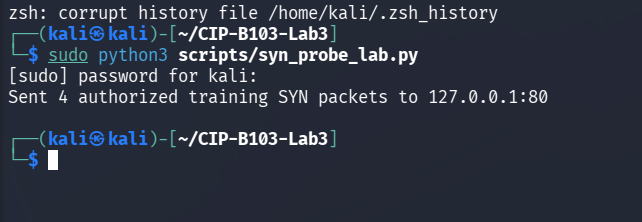 zsh: corrupt history file /home/kali/.zsh_history
┌──(kali㉿kali)-[~/CIP-B103-Lab3]
└─$ sudo python3 scripts/syn_probe_lab.py
[sudo] password for kali:
Sent 4 authorized training SYN packets to 127.0.0.1:80
┌──(kali㉿kali)-[~/CIP-B103-Lab3]
└─$